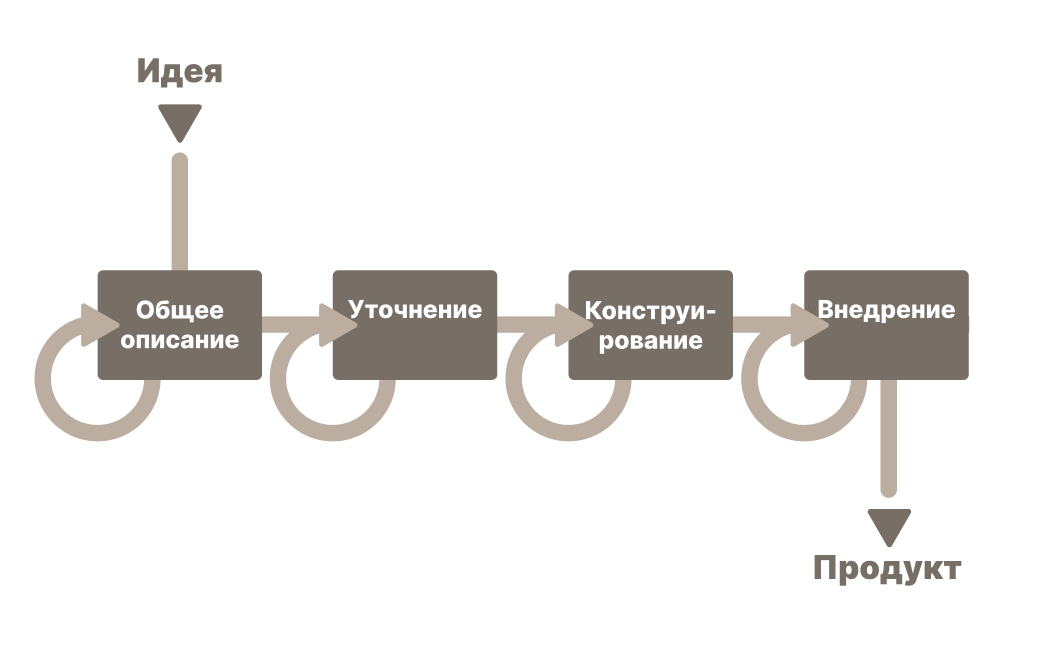 Идея
Общее
описание
Уточнение
Конструи-
рование
Внедрение
Продукт